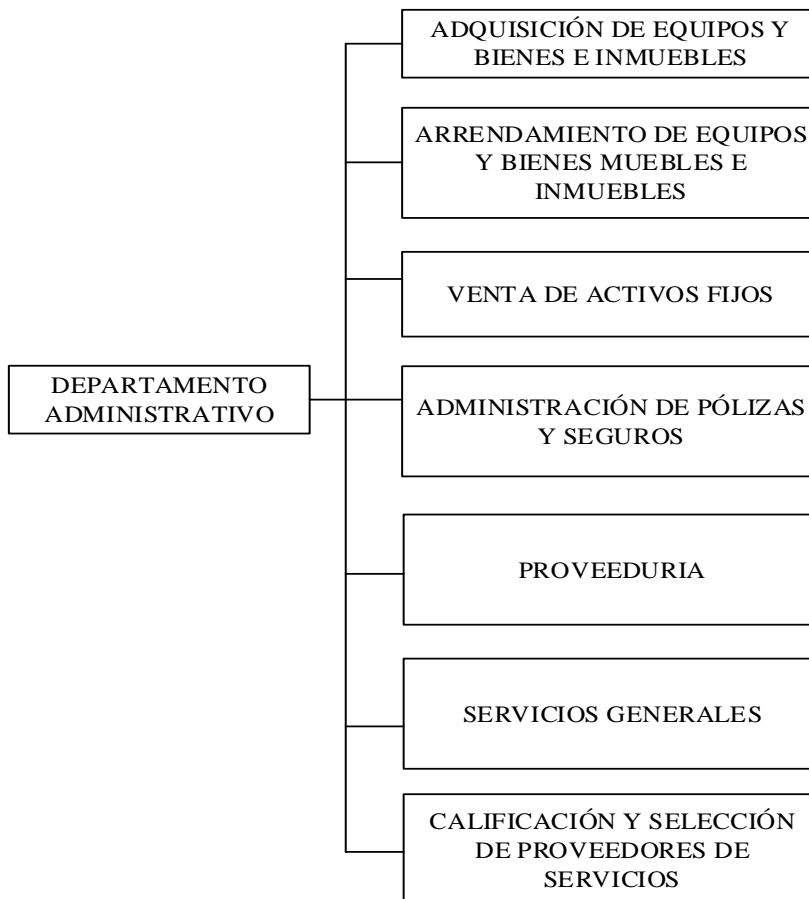 ADQUISICIÓN DE EQUIPOS Y
BIENES E INMUEBLES
ARRENDAMIENTO DE EQUIPOS
Y BIENES MUEBLES E
INMUEBLES
VENTA DE ACTIVOS FIJOS
DEPARTAMENTO
ADMINISTRATIVO
ADMINISTRACIÓN DE PÓLIZAS
Y SEGUROS
PROVEEDURIA
SERVICIOS GENERALES
CALIFICACIÓN Y SELECCIÓN
DE PROVEEDORES DE
SERVICIOS